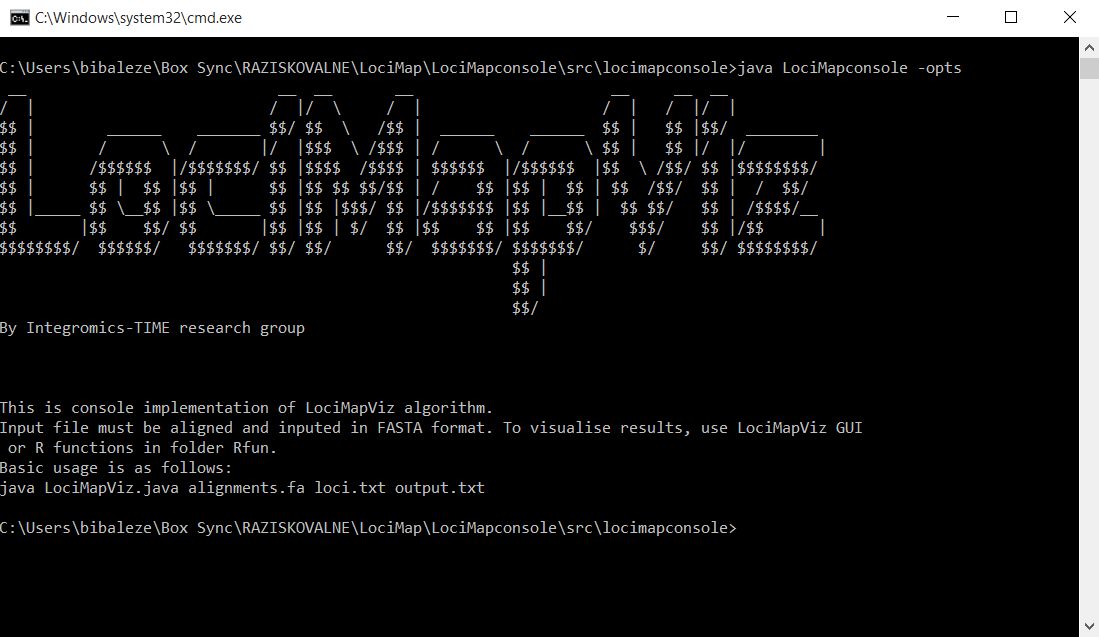 C:\Windows\system32\cmd.exe
C:\Users\bibaleze\Box Sync\RAZISKOVALNE\LociMap\LociMapconsole\src\locimapconsole>java LociMapconsole -opts
LociMapViz
By Integromics-TIME research group
This is console implementation of LociMapViz algorithm.
Input file must be aligned and inputed in FASTA format. To visualise results, use LociMapViz GUI
or R functions in folder Rfun.
Basic usage is as follows:
java LociMapViz.java alignments.fa loci.txt output.txt
C:\Users\bibaleze\Box Sync\RAZISKOVALNE\LociMap\LociMapconsole\src\locimapconsole>